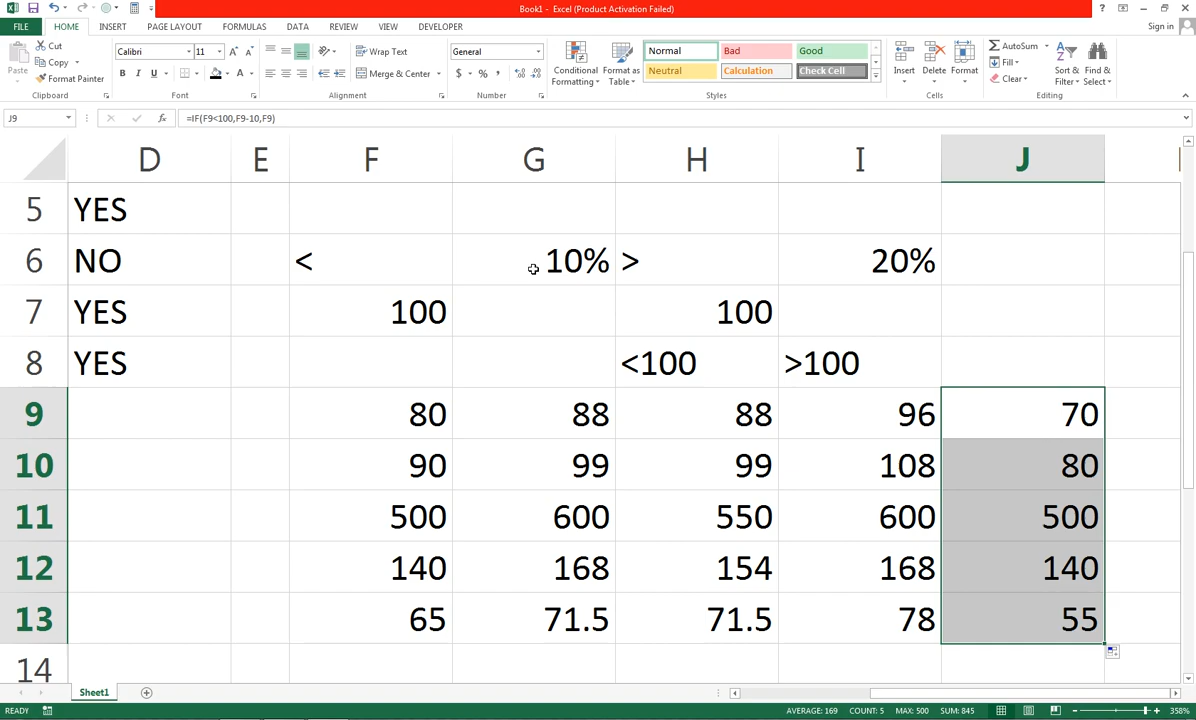 Book1 - Excel (Product Activation Failed)
FILE HOME INSERT PAGE LAYOUT FORMULAS DATA REVIEW VIEW DEVELOPER Sign in
Paste Cut Copy Format Painter Clipboard
Calibri 11 B I U A Font
Wrap Text Merge & Center Alignment
General $ % , Number
Conditional Formatting Format as Table Normal Bad Good Neutral Calculation Check Cell Styles
Insert Delete Format Cells
AutoSum Fill Clear Sort & Filter Find & Select Editing
J9 fx =IF(F9<100,F9-10,F9)
D E F G H I J
5 YES
6 NO < 10% > 20%
7 YES 100 100
8 YES <100 >100
9 80 88 88 96 70
10 90 99 99 108 80
11 500 600 550 600 500
12 140 168 154 168 140
13 65 71.5 71.5 78 55
14
Sheet1
READY AVERAGE: 169 COUNT: 5 MAX: 500 SUM: 845 358%